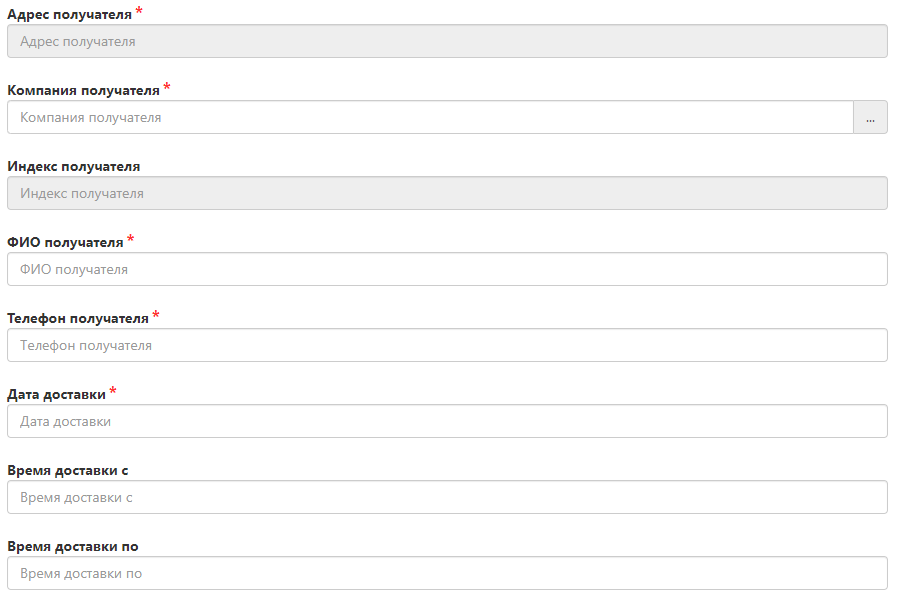 Адрес получателя *
Адрес получателя
Компания получателя *
Компания получателя ...
Индекс получателя
Индекс получателя
ФИО получателя *
ФИО получателя
Телефон получателя *
Телефон получателя
Дата доставки *
Дата доставки
Время доставки с
Время доставки с
Время доставки по
Время доставки по